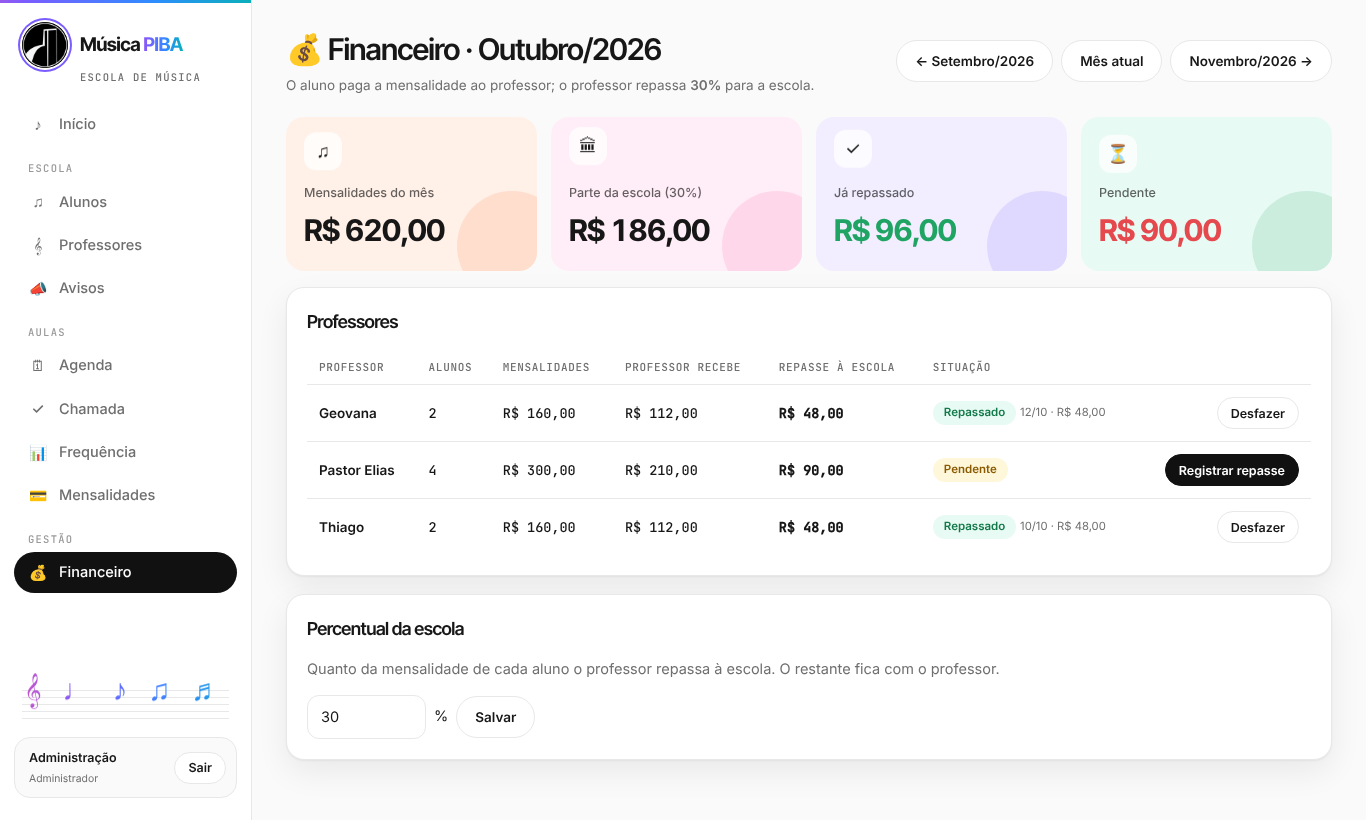 Música PIBA
ESCOLA DE MÚSICA
Início
ESCOLA
Alunos
Professores
Avisos
AULAS
Agenda
Chamada
Frequência
Mensalidades
GESTÃO
Financeiro
Administração
Administrador
Sair
Financeiro · Outubro/2026
O aluno paga a mensalidade ao professor; o professor repassa 30% para a escola.
← Setembro/2026
Mês atual
Novembro/2026 →
Mensalidades do mês
R$ 620,00
Parte da escola (30%)
R$ 186,00
Já repassado
R$ 96,00
Pendente
R$ 90,00
Professores
PROFESSOR ALUNOS MENSALIDADES PROFESSOR RECEBE REPASSE À ESCOLA SITUAÇÃO
Geovana 2 R$ 160,00 R$ 112,00 R$ 48,00 Repassado 12/10 · R$ 48,00 Desfazer
Pastor Elias 4 R$ 300,00 R$ 210,00 R$ 90,00 Pendente Registrar repasse
Thiago 2 R$ 160,00 R$ 112,00 R$ 48,00 Repassado 10/10 · R$ 48,00 Desfazer
Percentual da escola
Quanto da mensalidade de cada aluno o professor repassa à escola. O restante fica com o professor.
30 % Salvar